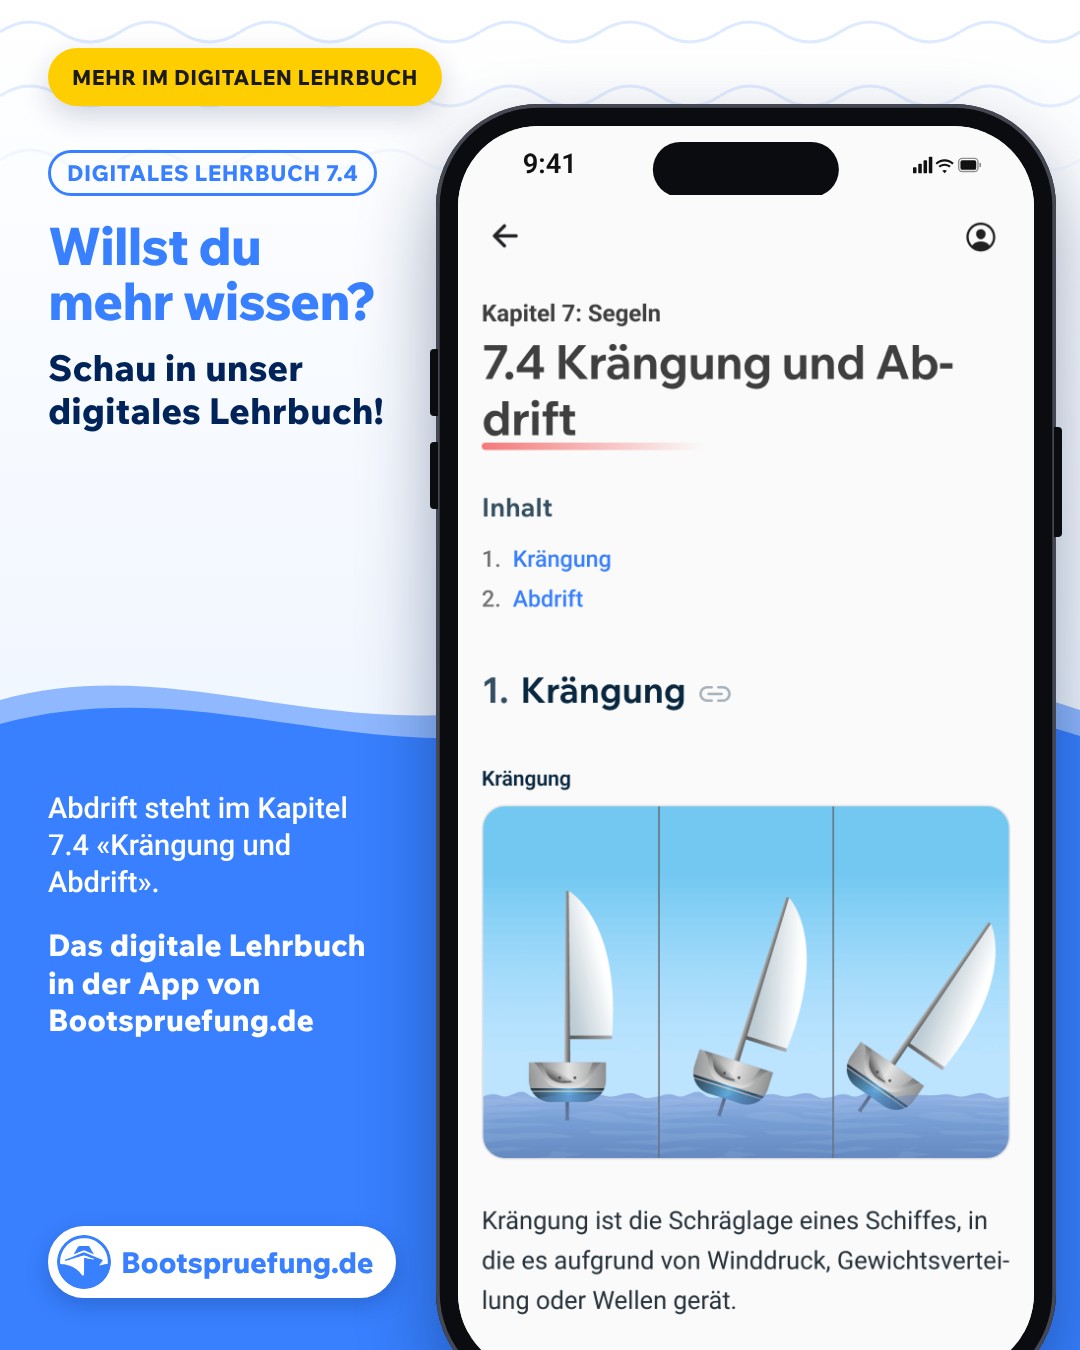 MEHR IM DIGITALEN LEHRBUCH
DIGITALES LEHRBUCH 7.4
Willst du
mehr wissen?
Schau in unser
digitales Lehrbuch!
Abdrift steht im Kapitel
7.4 «Krängung und
Abdrift».
Das digitale Lehrbuch
in der App von
Bootspruefung.de
Bootspruefung.de
9:41
Kapitel 7: Segeln
7.4 Krängung und Ab-
drift
Inhalt
1. Krängung
2. Abdrift
1. Krängung
Krängung
Krängung ist die Schräglage eines Schiffes, in
die es aufgrund von Winddruck, Gewichtsvertei-
lung oder Wellen gerät.